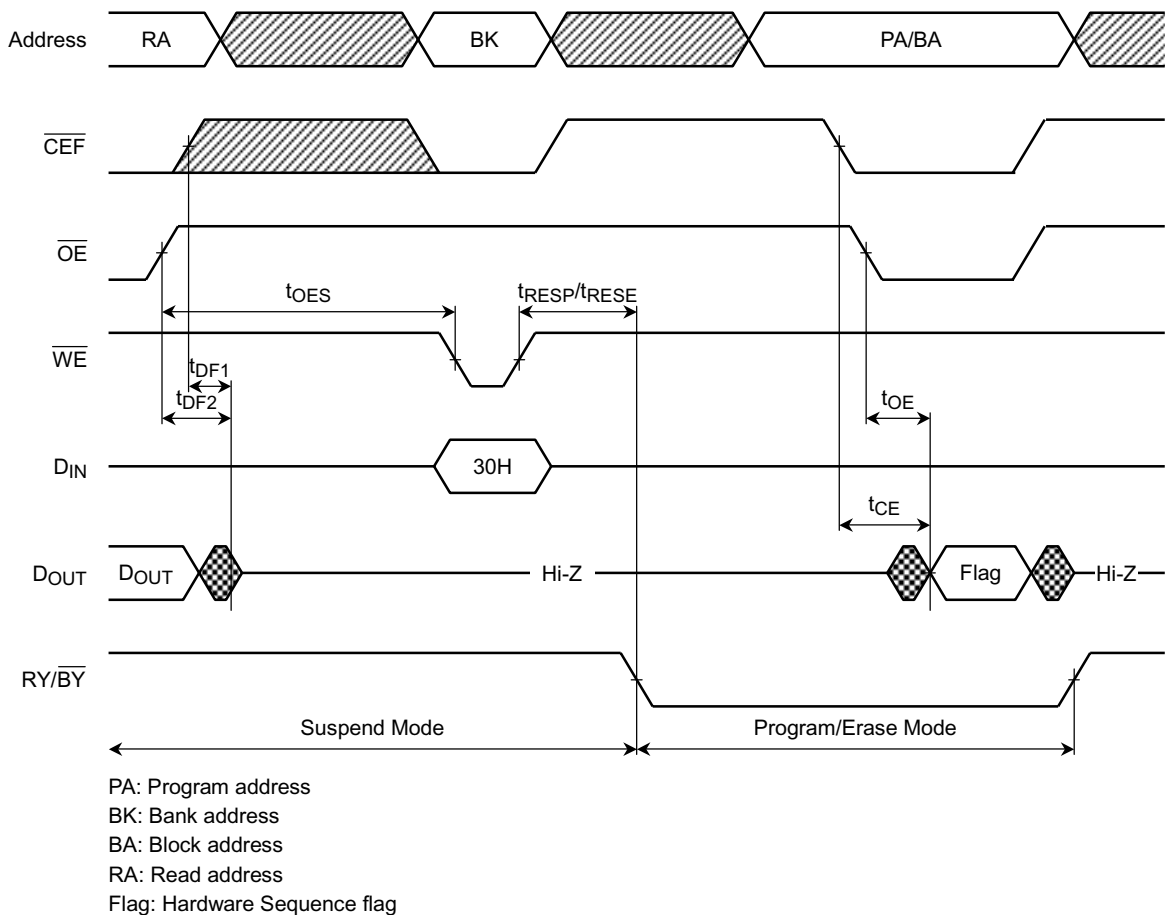 Address RA BK PA/BA
CEF
OE
tOES tRESP/tRESE
WE
tDF1
tDF2 tOE
DIN 30H
tCE
DOUT DOUT Hi-Z Flag Hi-Z
RY/BY
Suspend Mode Program/Erase Mode
PA: Program address
BK: Bank address
BA: Block address
RA: Read address
Flag: Hardware Sequence flag